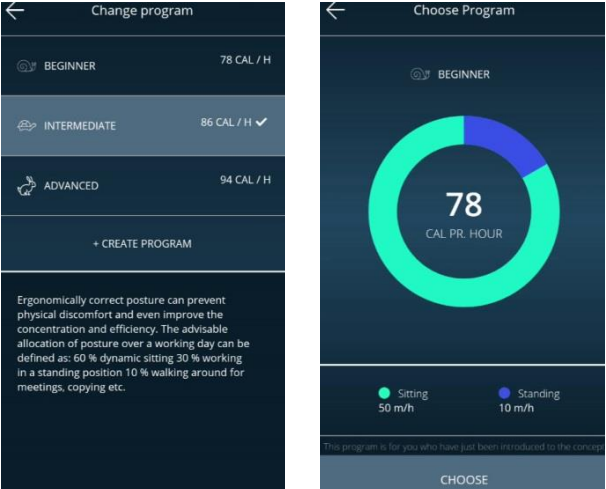 Change program
BEGINNER
78 CAL / H
INTERMEDIATE
86 CAL / H
ADVANCED
94 CAL / H
+ CREATE PROGRAM
Ergonomically correct posture can prevent
physical discomfort and even improve the
concentration and efficiency. The advisable
allocation of posture over a working day can be
defined as: 60 % dynamic sitting 30 % working
in a standing position 10 % walking around for
meetings, copying etc.
Choose Program
BEGINNER
78
CAL PR. HOUR
Sitting
50 m/h
Standing
10 m/h
This program is for you who have just been introduced to the concept
CHOOSE